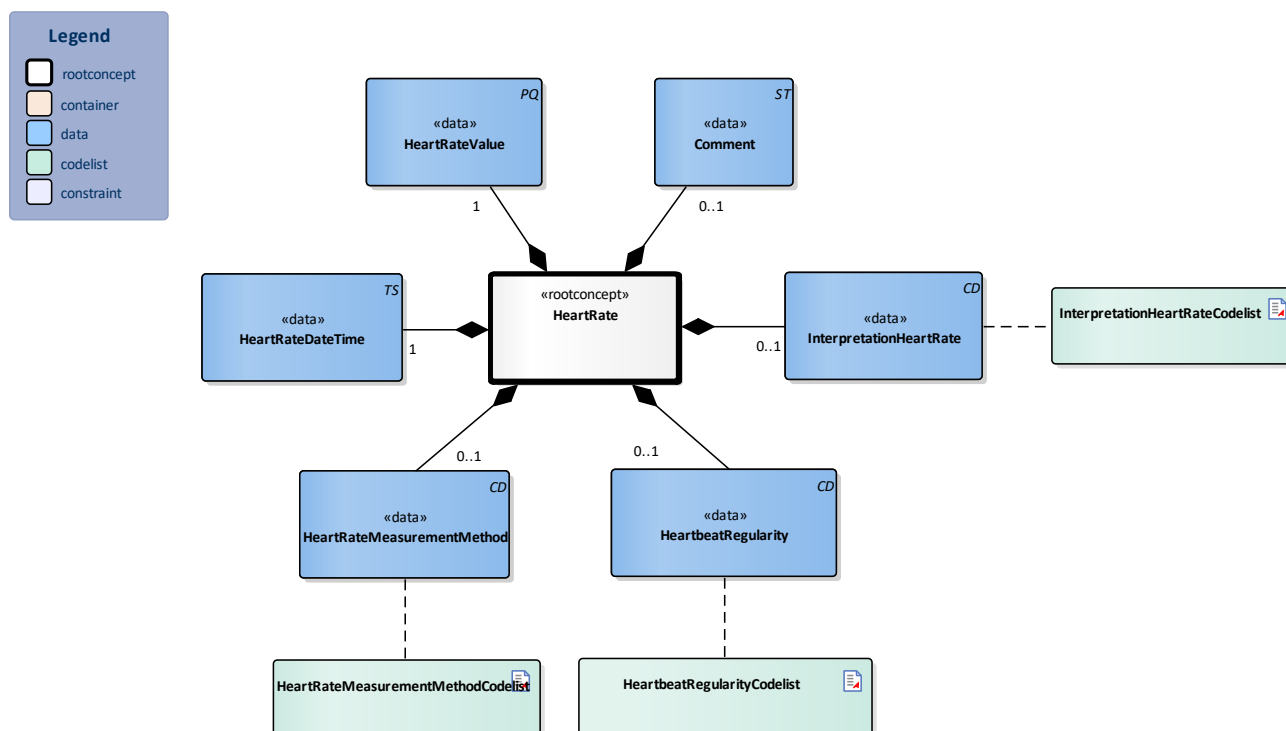 Legend
rootconcept
container
data
codelist
constraint
PQ
«data»
HeartRateValue
ST
«data»
Comment
1
0..1
TS
«data»
HeartRateDateTime
1
«rootconcept»
HeartRate
CD
«data»
InterpretationHeartRate
0..1
InterpretationHeartRateCodelist
0..1
0..1
CD
«data»
HeartRateMeasurementMethod
CD
«data»
HeartbeatRegularity
HeartRateMeasurementMethodCodelist
HeartbeatRegularityCodelist